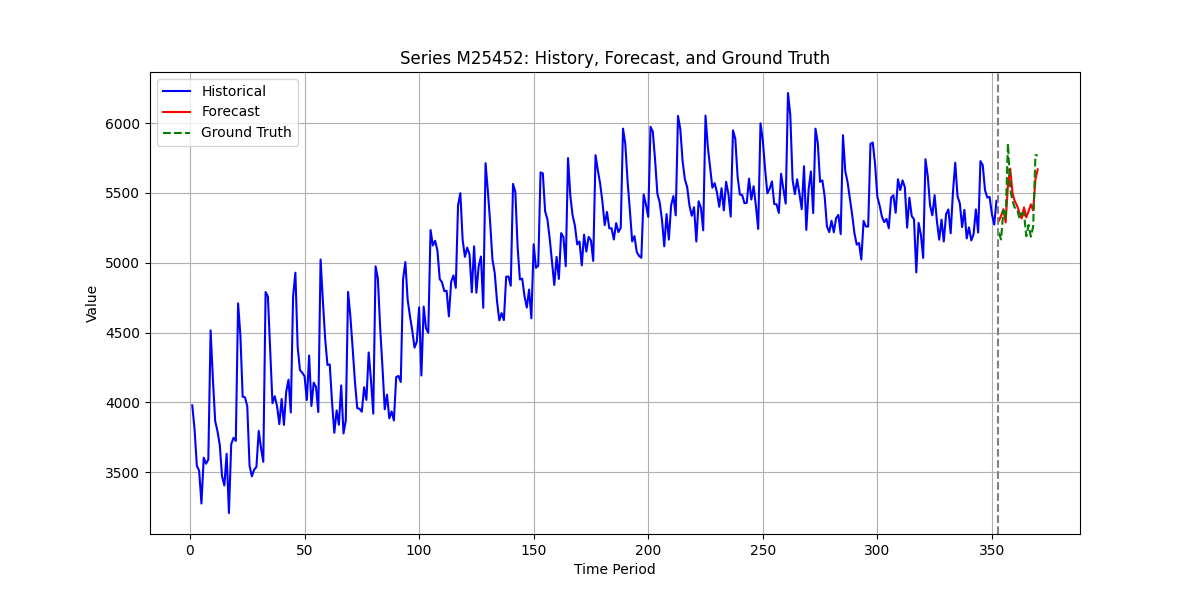 Series M25452: History, Forecast, and Ground Truth
Historical
Forecast
Ground Truth
6000
5500
5000
4500
4000
3500
Value
0 50 100 150 200 250 300 350
Time Period